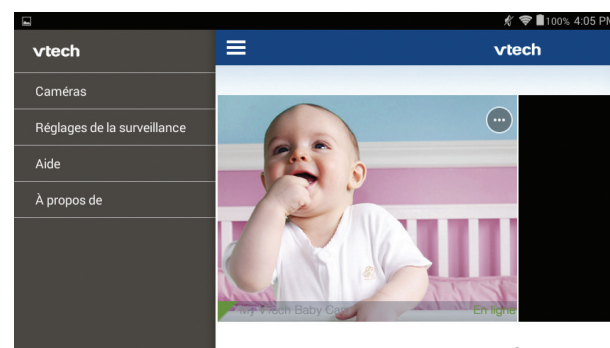 100% 4:05 PM
vtech
Caméras
Réglages de la surveillance
Aide
À propos de
vtech
My VTech Baby Cam
En ligne